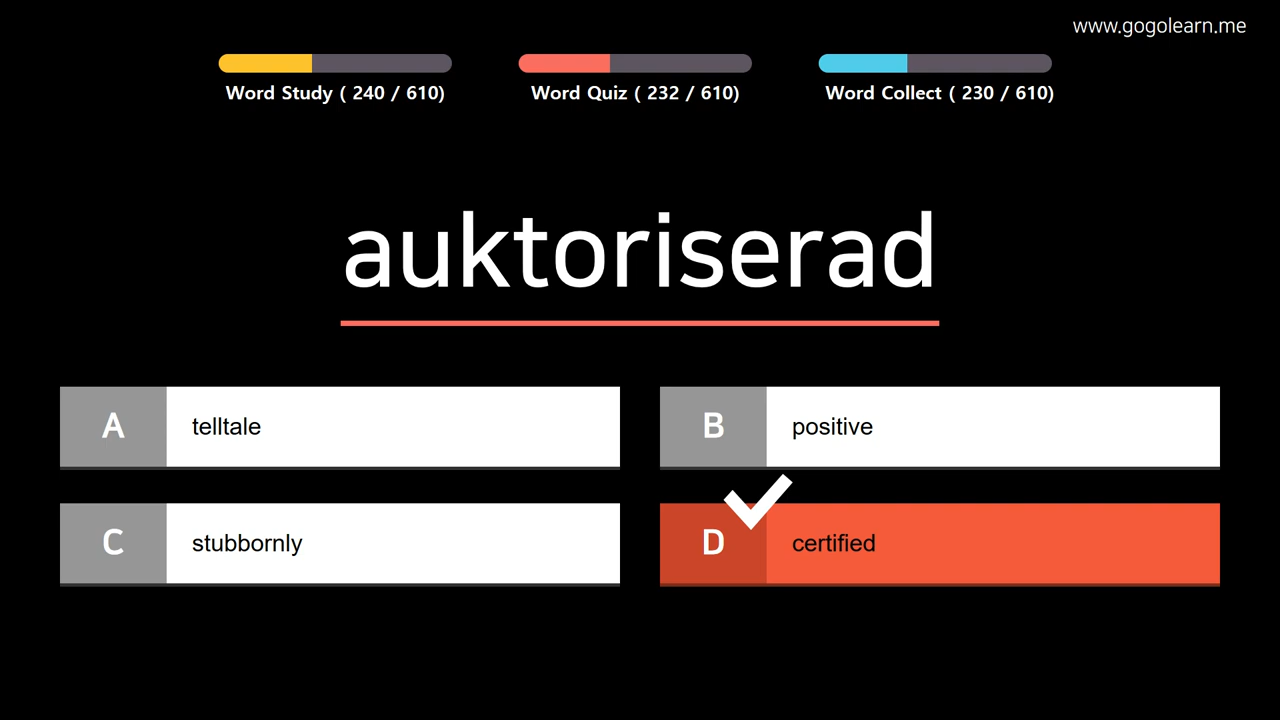 www.gogolearn.me
Word Study ( 240 / 610)
Word Quiz ( 232 / 610)
Word Collect ( 230 / 610)
auktoriserad
A telltale
B positive
C stubbornly
D certified